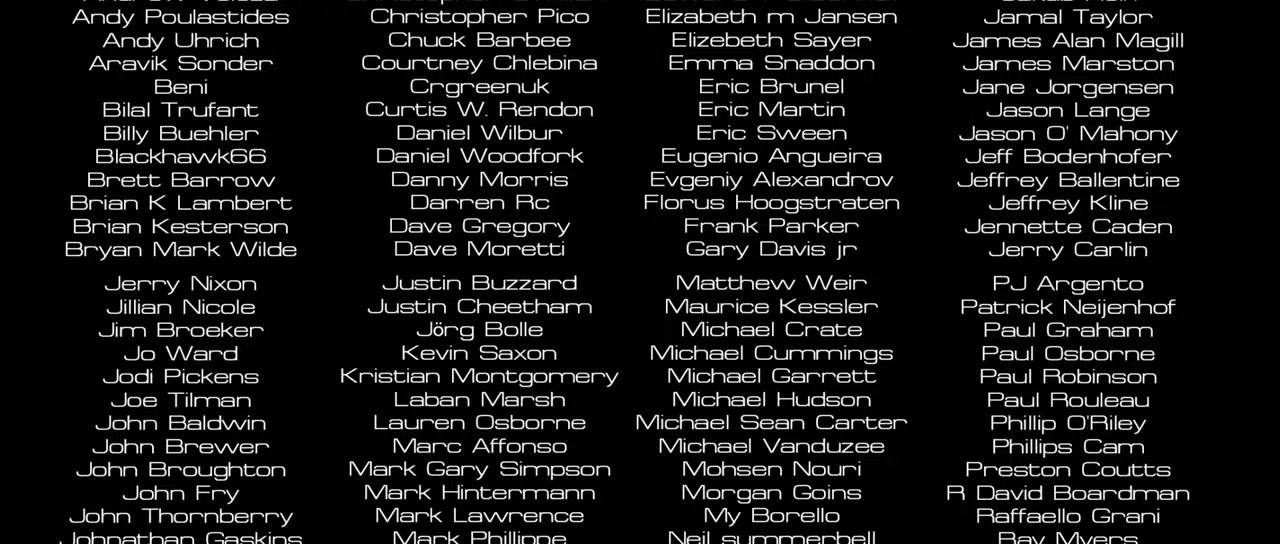 Andy Poulastides
Andy Uhrich
Aravik Sonder
Beni
Bilal Trufant
Billy Buehler
Blackhawk66
Brett Barrow
Brian K Lambert
Brian Kesterson
Bryan Mark Wilde
Christopher Pico
Chuck Barbee
Courtney Chlebina
Crgreenuk
Curtis W. Rendon
Daniel Wilbur
Daniel Woodfork
Danny Morris
Darren Rc
Dave Gregory
Dave Moretti
Elizabeth m Jansen
Elizebeth Sayer
Emma Snaddon
Eric Brunel
Eric Martin
Eric Sween
Eugenio Angueira
Evgeniy Alexandrov
Florus Hoogstraten
Frank Parker
Gary Davis jr
Jamal Taylor
James Alan Magill
James Marston
Jane Jorgensen
Jason Lange
Jason O' Mahony
Jeff Bodenhofer
Jeffrey Ballentine
Jeffrey Kline
Jennette Caden
Jerry Carlin
Jerry Nixon
Jillian Nicole
Jim Broeker
Jo Ward
Jodi Pickens
Joe Tilman
John Baldwin
John Brewer
John Broughton
John Fry
John Thornberry
Johnathan Gaskins
Justin Buzzard
Justin Cheetham
Jörg Bolle
Kevin Saxon
Kristian Montgomery
Laban Marsh
Lauren Osborne
Marc Affonso
Mark Gary Simpson
Mark Hintermann
Mark Lawrence
Mark Phillippe
Matthew Weir
Maurice Kessler
Michael Crate
Michael Cummings
Michael Garrett
Michael Hudson
Michael Sean Carter
Michael Vanduzee
Mohsen Nouri
Morgan Goins
My Borello
Neil summerbell
PJ Argento
Patrick Neijenhof
Paul Graham
Paul Osborne
Paul Robinson
Paul Rouleau
Phillip O'Riley
Phillips Cam
Preston Coutts
R David Boardman
Raffaello Grani
Ray Myers